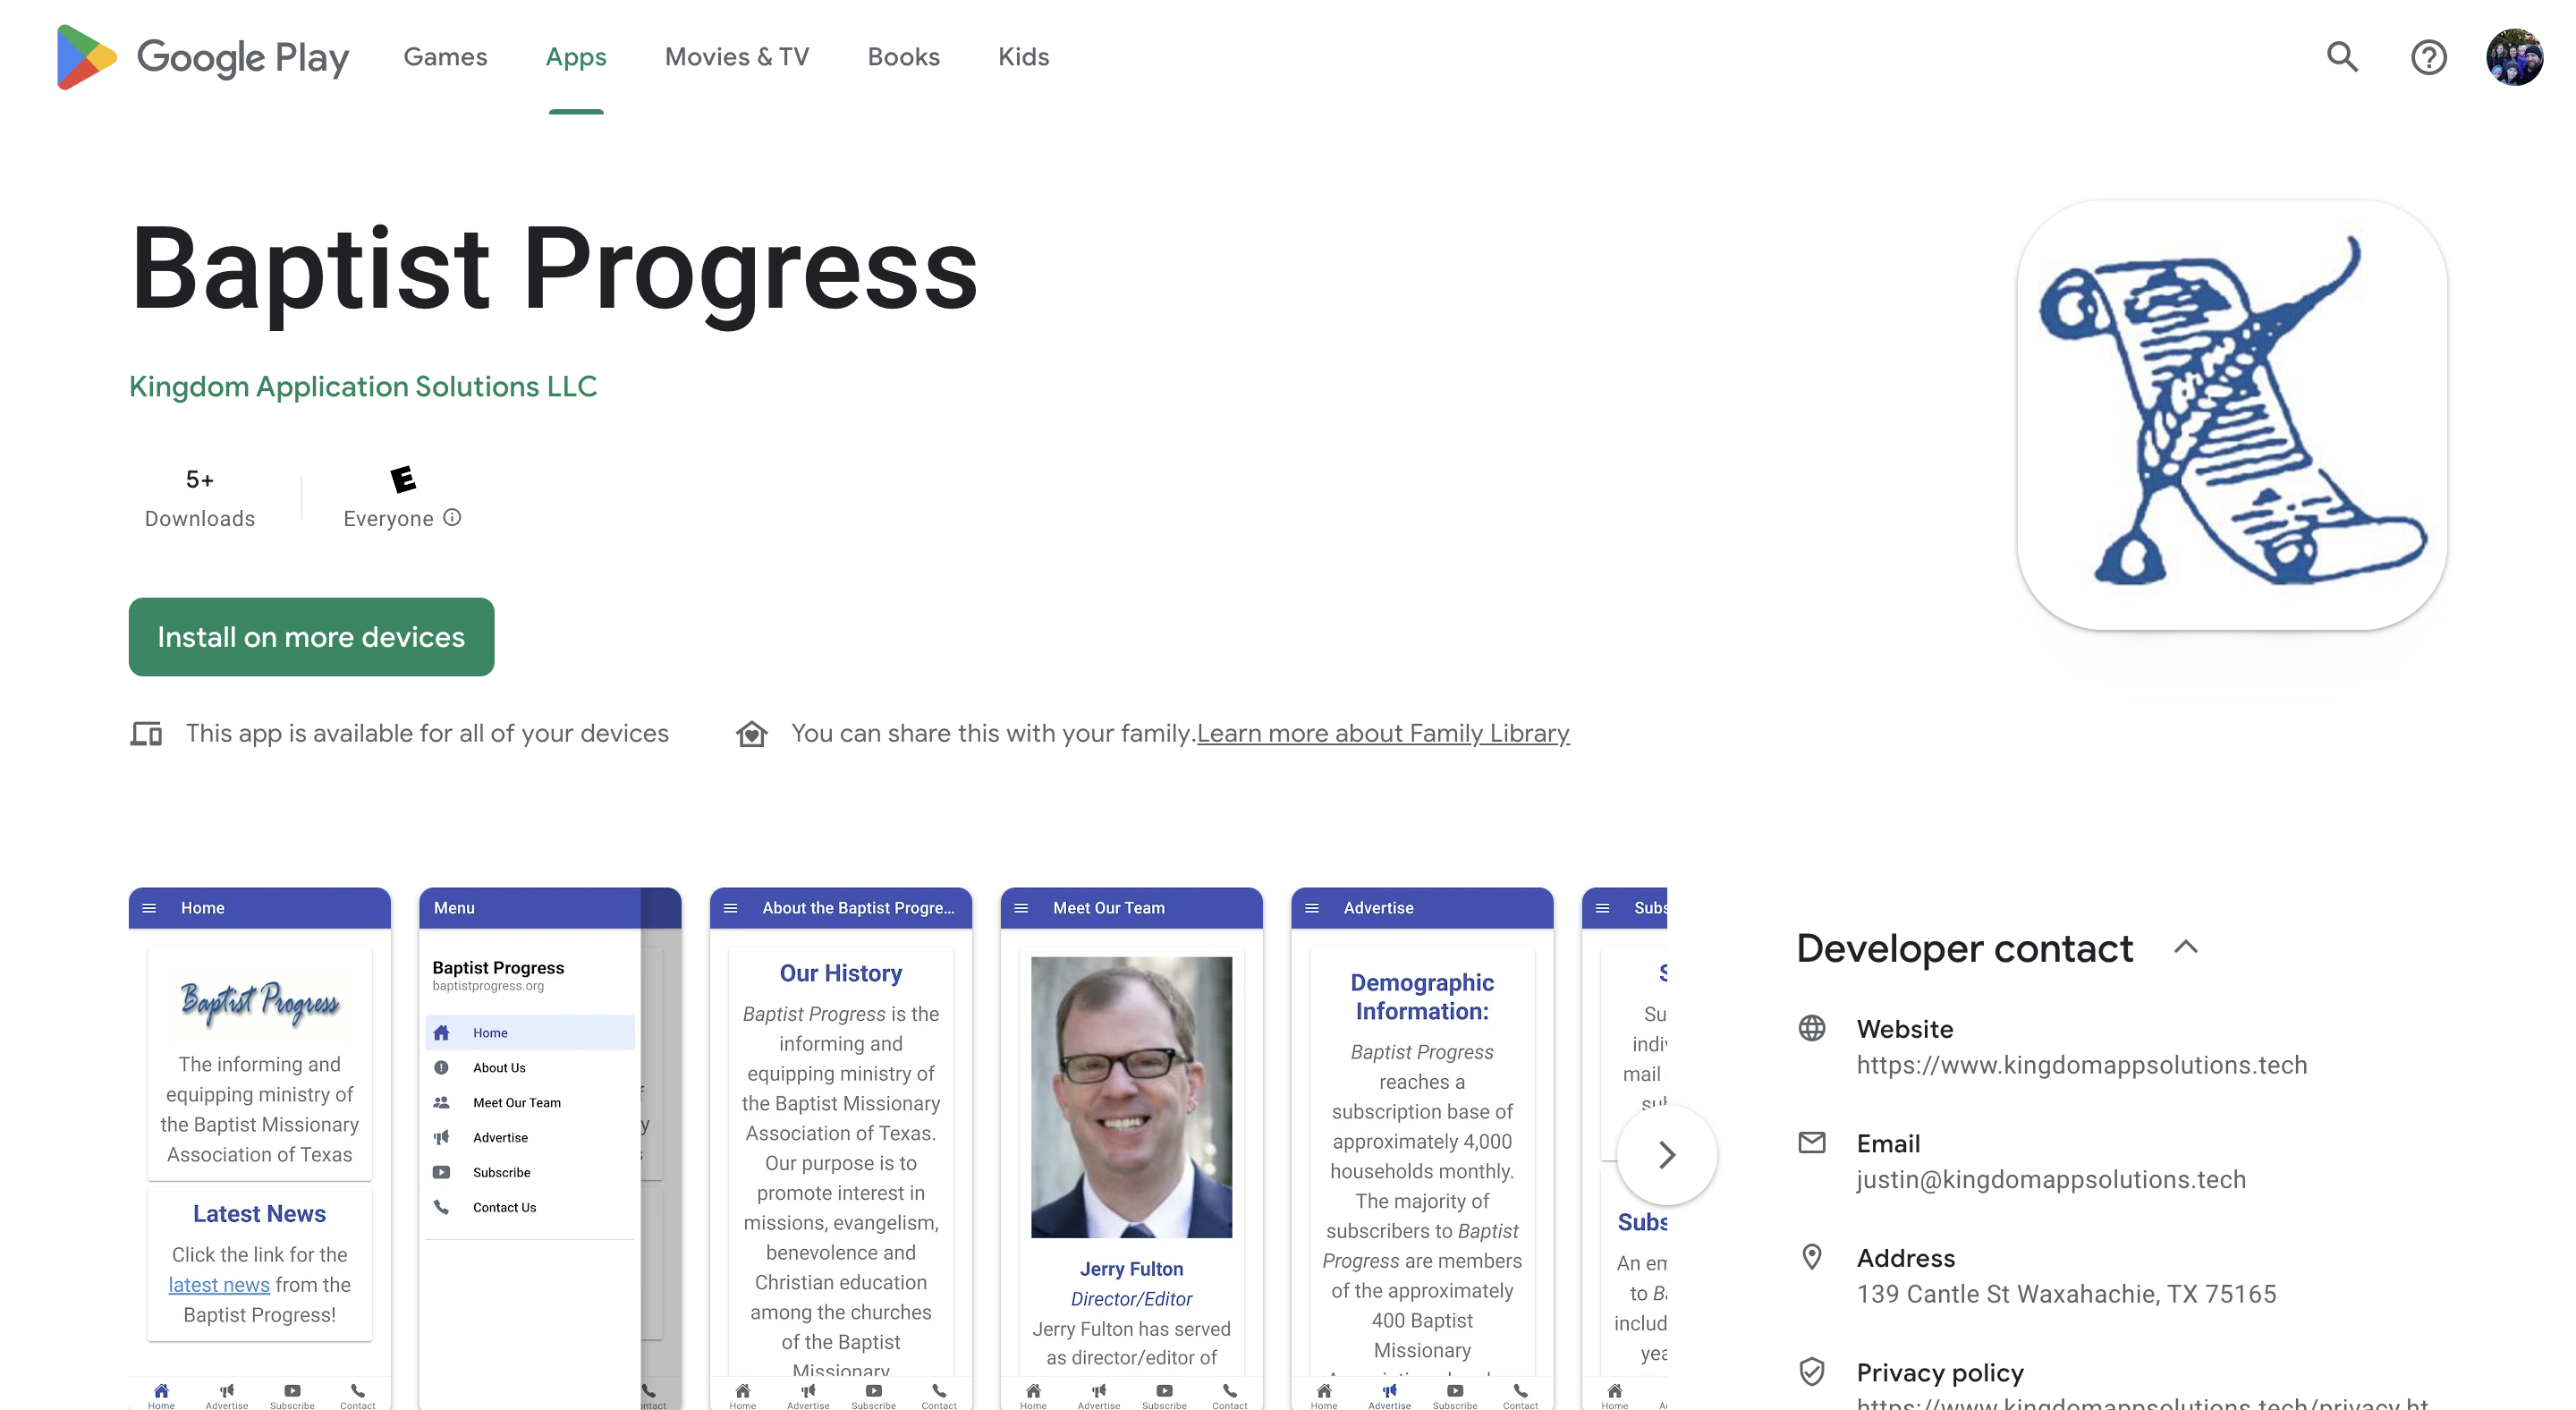 Google Play
Games
Apps
Movies & TV
Books
Kids
Baptist Progress
Kingdom Application Solutions LLC
5+
Downloads
E
Everyone
Install on more devices
This app is available for all of your devices
You can share this with your family.Learn more about Family Library
Home
Baptist Progress
The informing and
equipping ministry of
the Baptist Missionary
Association of Texas
Latest News
Click the link for the
latest news from the
Baptist Progress!
Home
Advertise
Subscribe
Contact
Menu
Baptist Progress
baptistprogress.org
Home
About Us
Meet Our Team
Advertise
Subscribe
Contact Us
y
ntact
About the Baptist Progre...
Our History
Baptist Progress is the
informing and
equipping ministry of
the Baptist Missionary
Association of Texas.
Our purpose is to
promote interest in
missions, evangelism,
benevolence and
Christian education
among the churches
of the Baptist
Missionary
Home
Advertise
Subscribe
Contact
Meet Our Team
Jerry Fulton
Director/Editor
Jerry Fulton has served
as director/editor of
Home
Advertise
Subscribe
Contact
Advertise
Demographic
Information:
Baptist Progress
reaches a
subscription base of
approximately 4,000
households monthly.
The majority of
subscribers to Baptist
Progress are members
of the approximately
400 Baptist
Missionary
Home
Advertise
Subscribe
Contact
Subs
S
Su
indiv
mail
sub
Subs
An em
to Ba
includ
yea
Home
A
Developer contact
Website
https://www.kingdomappsolutions.tech
Email
justin@kingdomappsolutions.tech
Address
139 Cantle St Waxahachie, TX 75165
Privacy policy
https://www.kingdomappsolutions.tech/privacy.ht